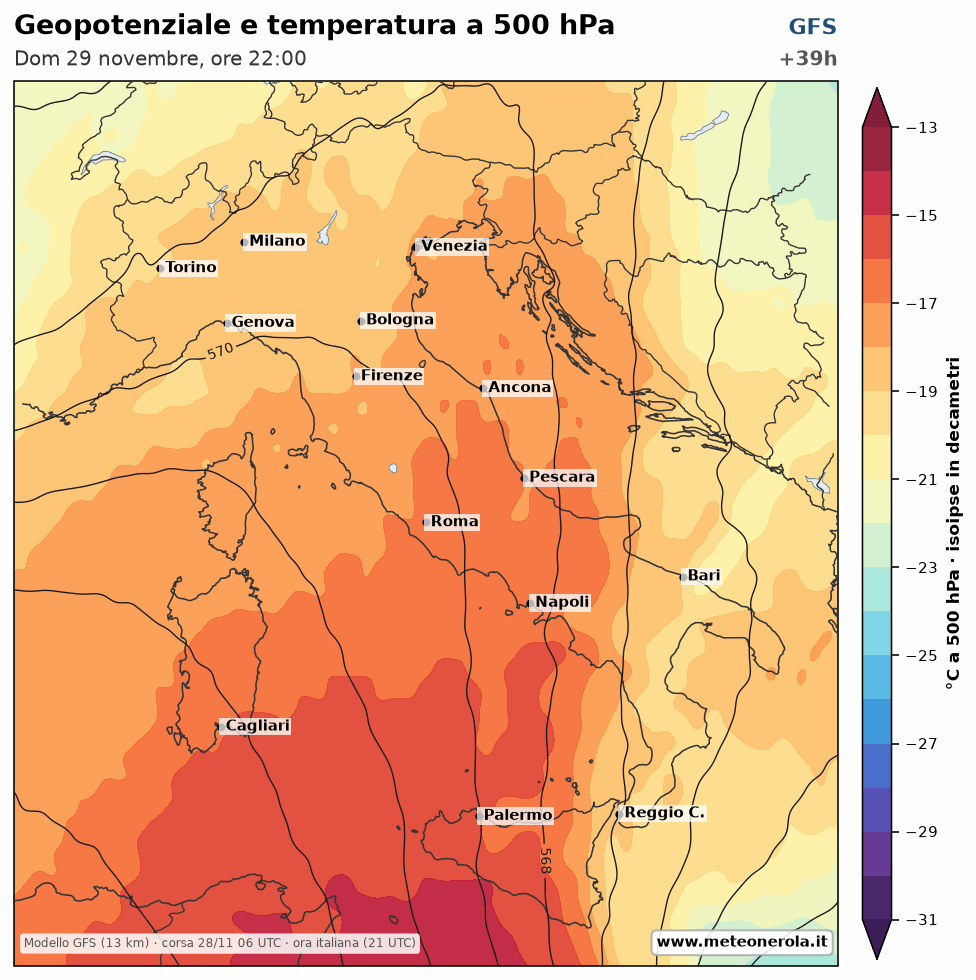 Geopotenziale e temperatura a 500 hPa
GFS
Dom 29 novembre, ore 22:00
+39h
Milano
Venezia
Torino
Genova
Bologna
570
Firenze
Ancona
Pescara
Roma
Bari
Napoli
Cagliari
Palermo
Reggio C.
568
Modello GFS (13 km) · corsa 28/11 06 UTC · ora italiana (21 UTC)
www.meteonerola.it
−13
−15
−17
−19
−21
−23
−25
−27
−29
−31
°C a 500 hPa · isoipse in decametri